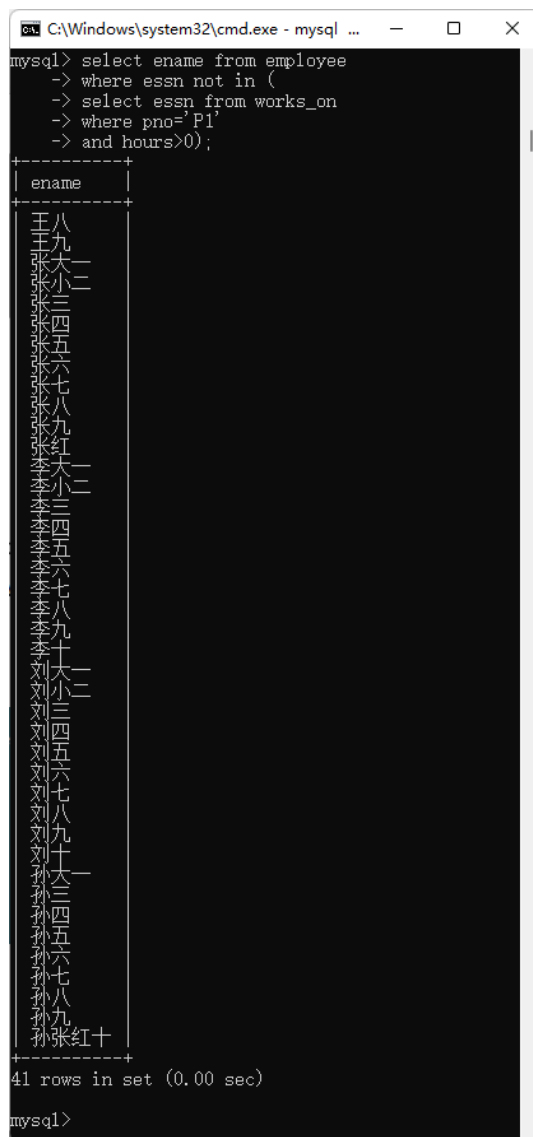 C:\Windows\system32\cmd.exe - mysql ...
mysql> select ename from employee
    -> where essn not in (
    -> select essn from works_on
    -> where pno='P1'
    -> and hours>0);
+----------+
| ename    |
+----------+
| 王八
| 王九
| 张大一
| 张小二
| 张三
| 张四
| 张五
| 张六
| 张七
| 张八
| 张九
| 张红
| 李大一
| 李小二
| 李三
| 李四
| 李五
| 李六
| 李七
| 李八
| 李九
| 李十
| 刘大一
| 刘小二
| 刘三
| 刘四
| 刘五
| 刘六
| 刘七
| 刘八
| 刘九
| 刘十
| 孙大一
| 孙三
| 孙四
| 孙五
| 孙六
| 孙七
| 孙八
| 孙九
| 孙张红十 |
+----------+
41 rows in set (0.00 sec)
mysql>